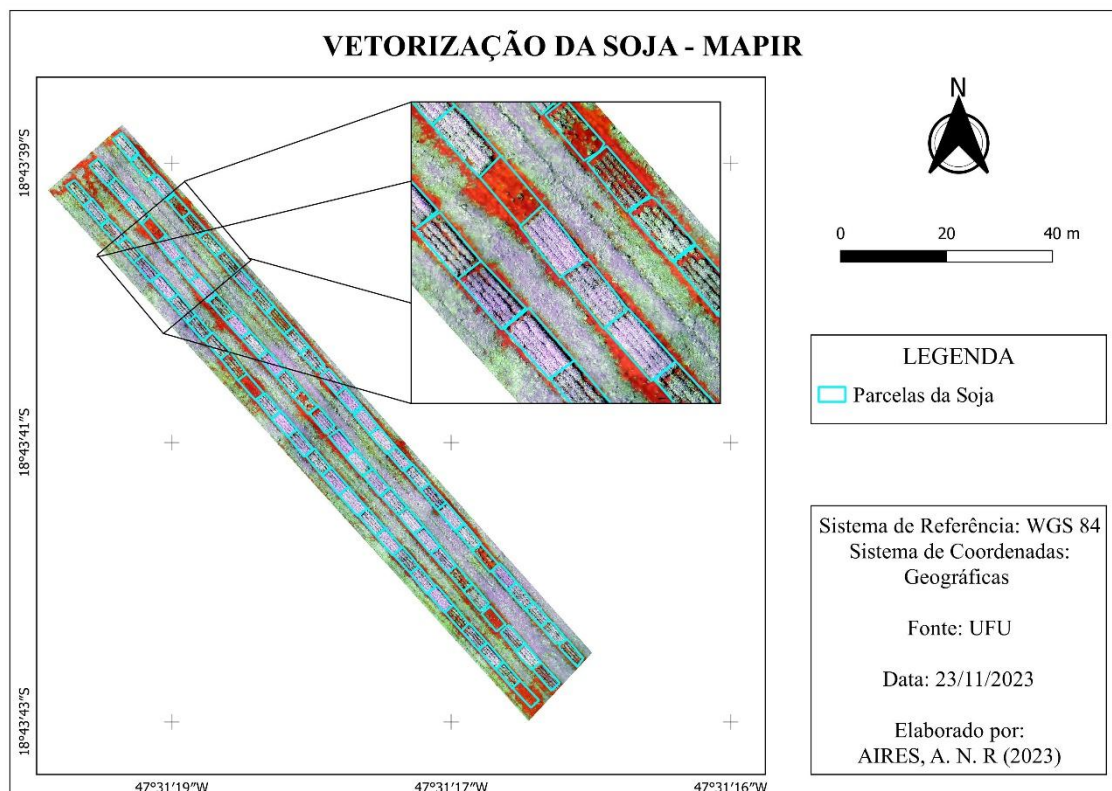 VETORIZAÇÃO DA SOJA - MAPIR
18°43'39"S
18°43'41"S
18°43'43"S
47°31'19"W
47°31'17"W
47°31'16"W
N
0 20 40 m
LEGENDA
Parcelas da Soja
Sistema de Referência: WGS 84
Sistema de Coordenadas:
Geográficas
Fonte: UFU
Data: 23/11/2023
Elaborado por:
AIRES, A. N. R (2023)